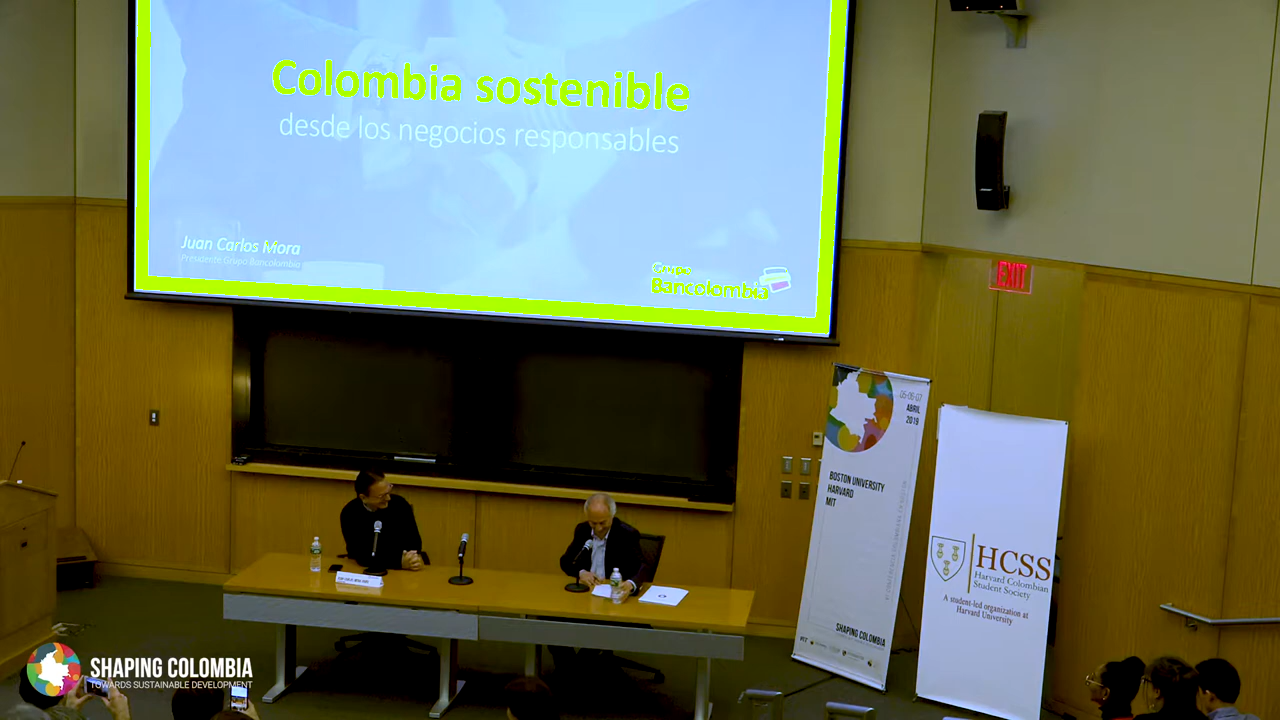 Colombia sostenible
desde los negocios responsables
Juan Carlos Mora
Presidente Grupo Bancolombia
Grupo
Bancolombia
EXIT
05-06-07
ABRIL
2019
BOSTON UNIVERSITY
HARVARD
MIT
SHAPING COLOMBIA
HCSS
Harvard Colombian
Student Society
A student-led organization at
Harvard University
SHAPING COLOMBIA
TOWARDS SUSTAINABLE DEVELOPMENT